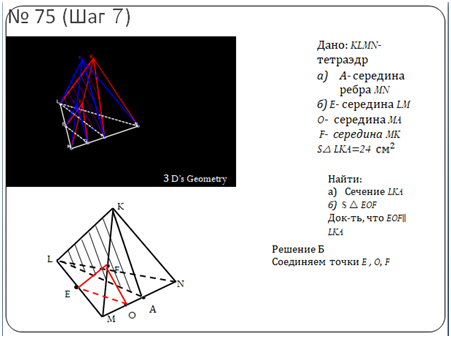 № 75 (Шаг 7)
Дано: KLMN-
тетраэдр
а) A- середина
ребра MN
б) E- середина LM
O- середина MA
F- середина MK
S△ LKA=24 см²
3 D's Geometry
Найти:
а) Сечение LKA
б) S △ EOF
Док-ть, что EOF||
LKA
Решение Б
Соединяем точки E , O, F
K
L
F
N
E
A
O
M